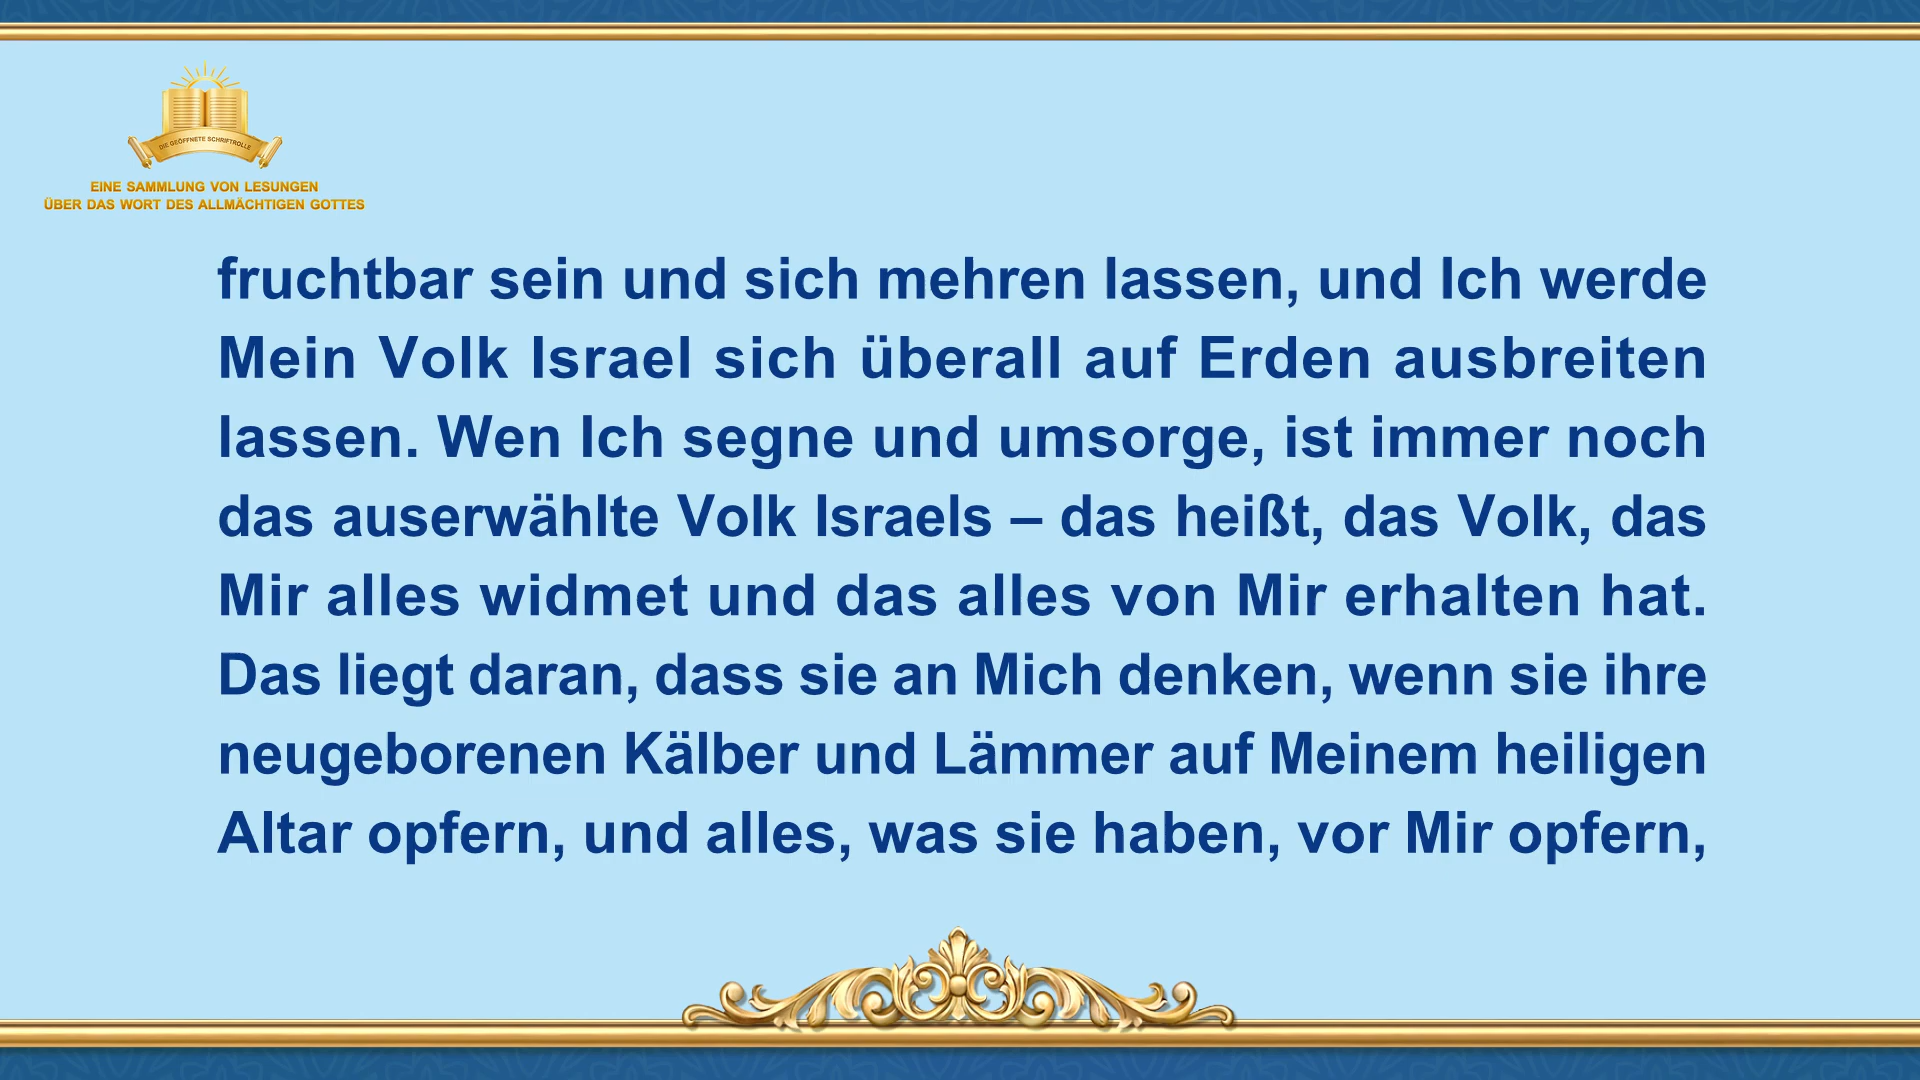 DIE GEÖFFNETE SCHRIFTROLLE
EINE SAMMLUNG VON LESUNGEN
ÜBER DAS WORT DES ALLMÄCHTIGEN GOTTES
fruchtbar sein und sich mehren lassen, und Ich werde
Mein Volk Israel sich überall auf Erden ausbreiten
lassen. Wen Ich segne und umsorge, ist immer noch
das auserwählte Volk Israels – das heißt, das Volk, das
Mir alles widmet und das alles von Mir erhalten hat.
Das liegt daran, dass sie an Mich denken, wenn sie ihre
neugeborenen Kälber und Lämmer auf Meinem heiligen
Altar opfern, und alles, was sie haben, vor Mir opfern,